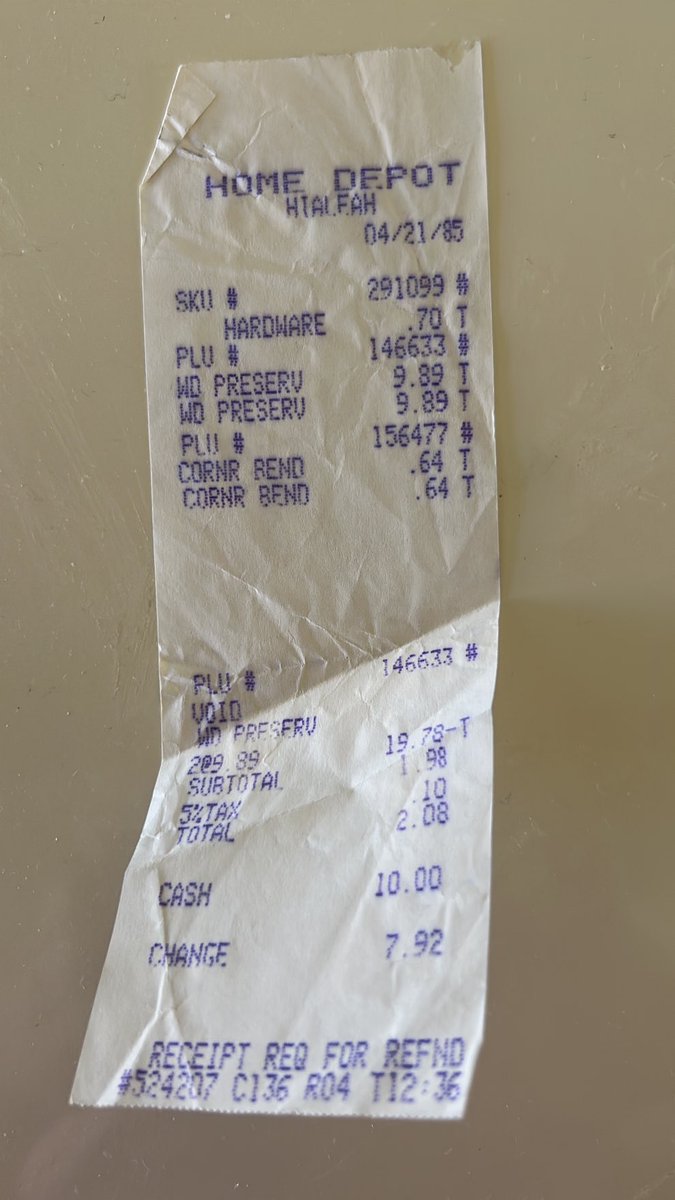 HOME DEPOT
HIALEAH
04/21/85
SKU # 291099 #
HARDWARE .70 T
PLU # 146633 #
WD PRESERV 9.89 T
WD PRESERV 9.89 T
PLU # 156477 #
CORNR BEND .64 T
CORNR BEND .64 T
PLU # 146633 #
VOID
WD PRESERV
2@9.89 19.78-T
SUBTOTAL 1.98
5%TAX .10
TOTAL 2.08
CASH 10.00
CHANGE 7.92
RECEIPT REQ FOR REFND
#524207 C136 R04 T12:36